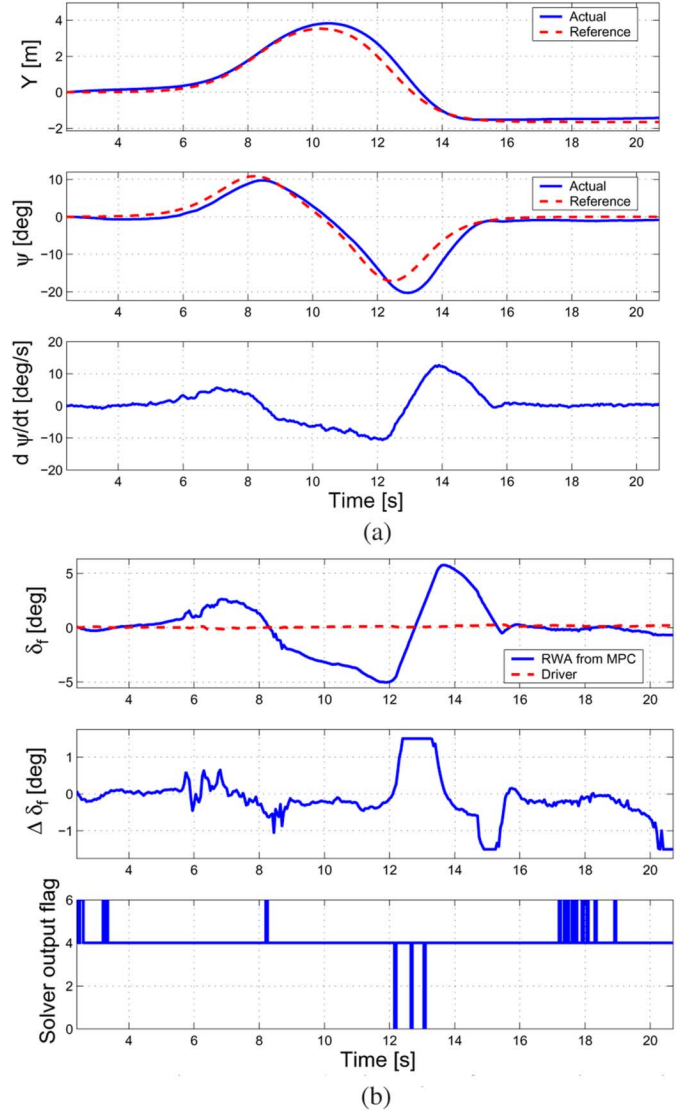 4
2
0
−2
Y [m]
Actual
Reference
4 6 8 10 12 14 16 18 20
10
0
−10
−20
ψ [deg]
Actual
Reference
4 6 8 10 12 14 16 18 20
20
10
0
−10
−20
d ψ/dt [deg/s]
4 6 8 10 12 14 16 18 20
Time [s]
(a)
5
0
−5
δf [deg]
RWA from MPC
Driver
4 6 8 10 12 14 16 18 20
1
0
−1
Δ δf [deg]
4 6 8 10 12 14 16 18 20
6
4
2
0
Solver output flag
4 6 8 10 12 14 16 18 20
Time [s]
(b)